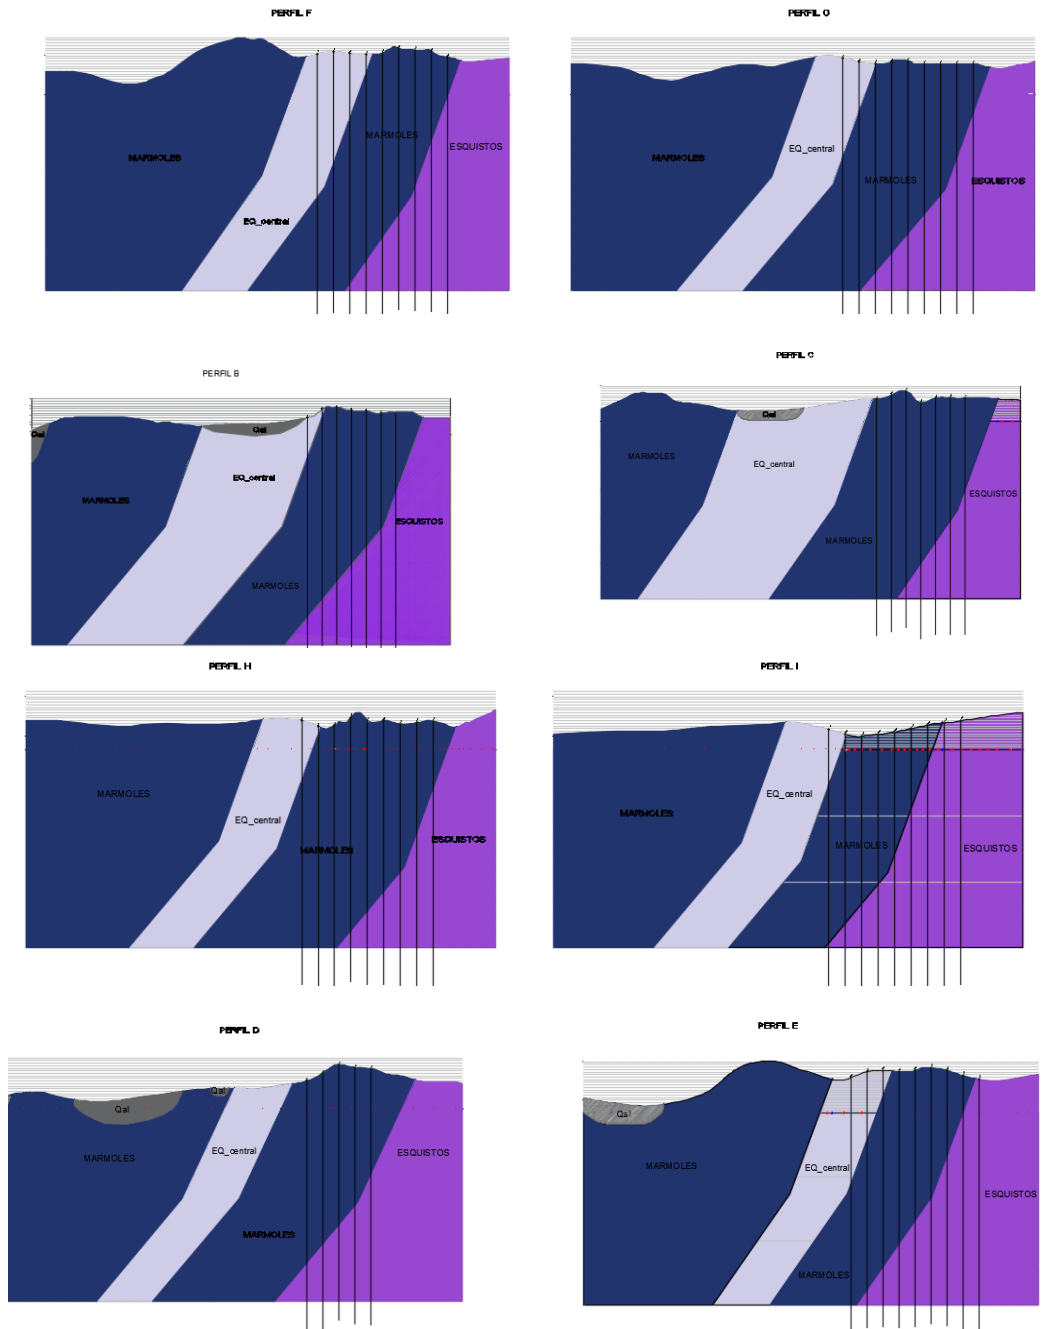 PERFIL F
PERFIL G
MARMOLES
MARMOLES
ESQUISTOS
EQ_central
MARMOLES
EQ_central
MARMOLES
ESQUISTOS
PERFIL B
PERFIL C
Qal
Qal
EQ_central
MARMOLES
ESQUISTOS
MARMOLES
Qal
MARMOLES
EQ_central
ESQUISTOS
MARMOLES
PERFIL H
PERFIL I
MARMOLES
EQ_central
MARMOLES
ESQUISTOS
EQ_central
MARMOLES
MARMOLES
ESQUISTOS
PERFIL D
PERFIL E
Qal
Qal
EQ_central
MARMOLES
ESQUISTOS
MARMOLES
Qal
MARMOLES
EQ_central
ESQUISTOS
MARMOLES